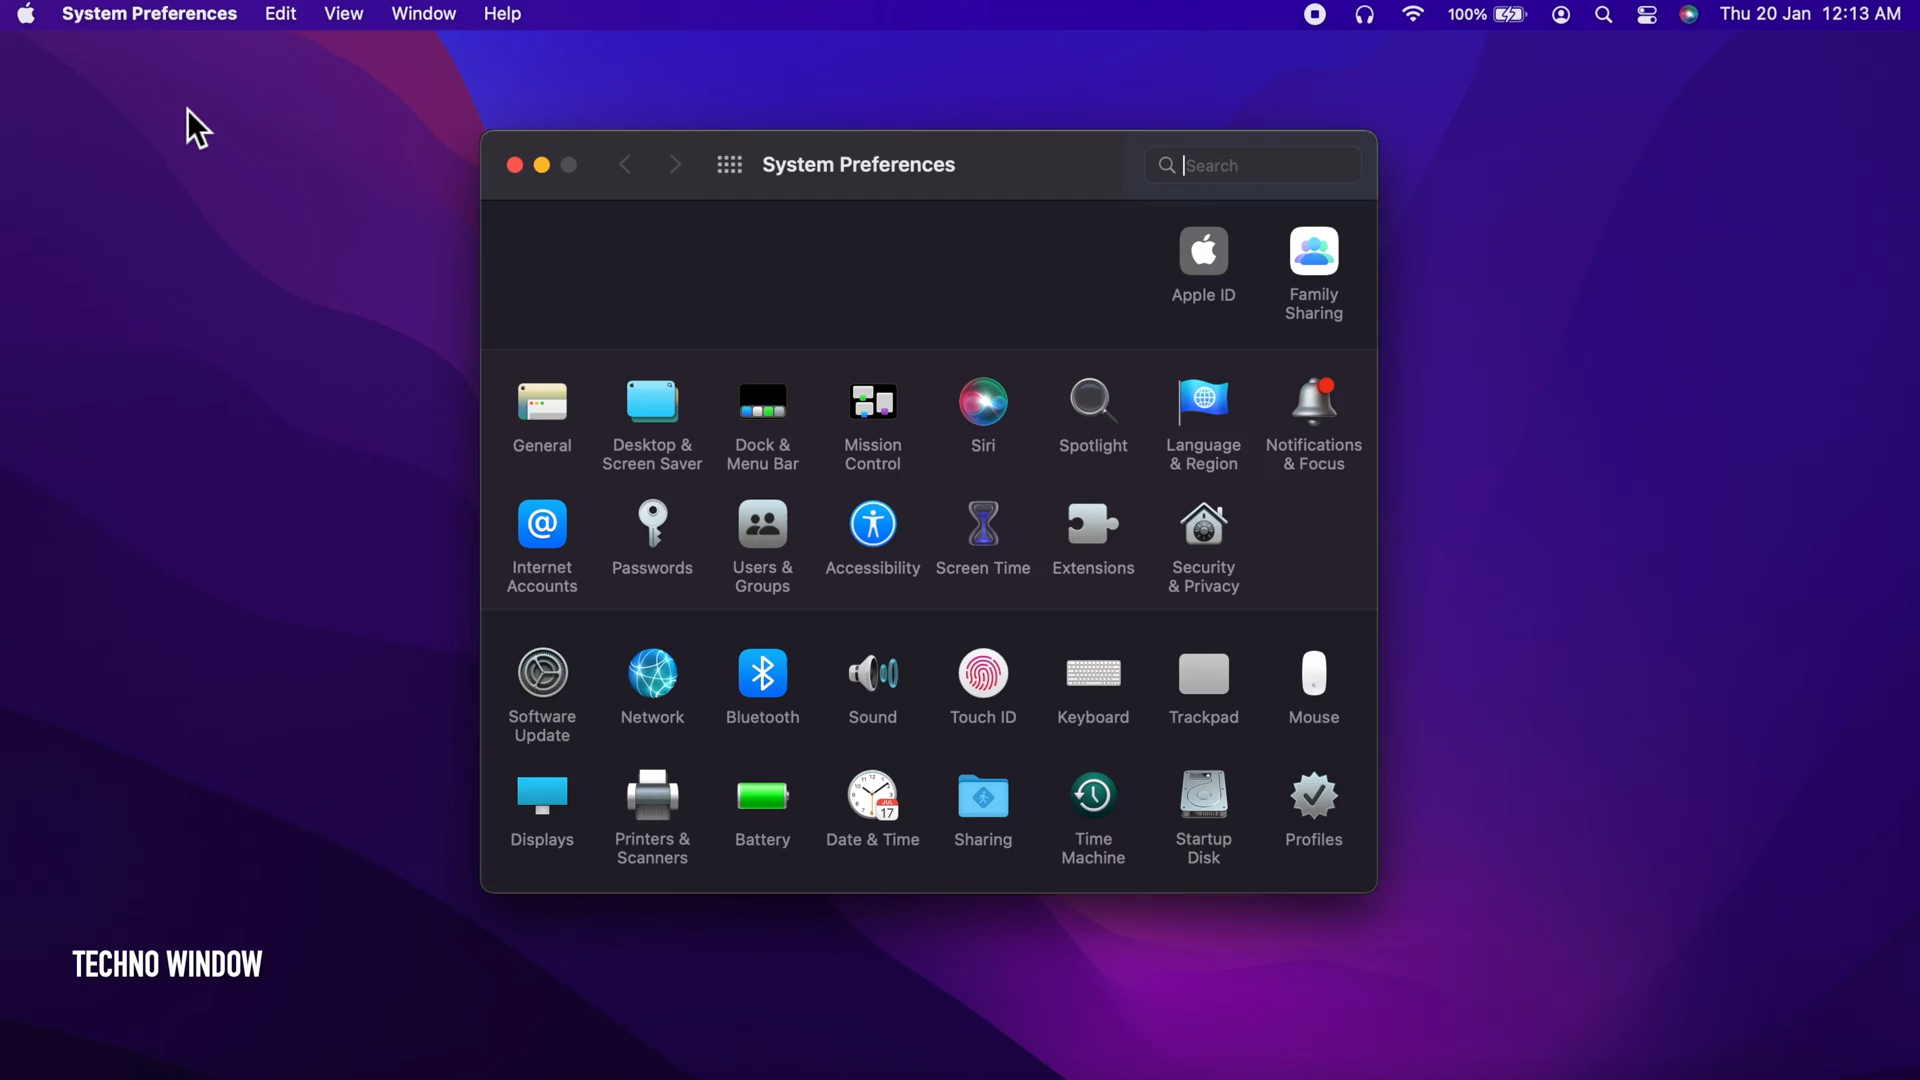 System Preferences Edit View Window Help 100% Thu 20 Jan 12:13 AM
System Preferences
Search
Apple ID
Family
Sharing
General
Desktop &
Screen Saver
Dock &
Menu Bar
Mission
Control
Siri
Spotlight
Language
& Region
Notifications
& Focus
@
Internet
Accounts
Passwords
Users &
Groups
Accessibility
Screen Time
Extensions
Security
& Privacy
Software
Update
Network
Bluetooth
Sound
Touch ID
Keyboard
Trackpad
Mouse
Displays
Printers &
Scanners
Battery
JUL
17
Date & Time
Sharing
Time
Machine
Startup
Disk
Profiles
TECHNO WINDOW